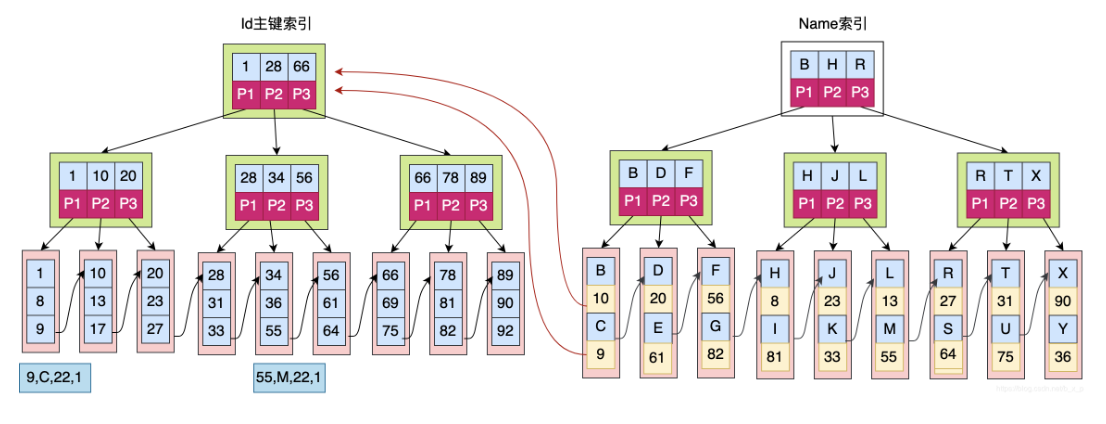 Id主键索引
Name索引
1 28 66
P1 P2 P3
B H R
P1 P2 P3
1 10 20
P1 P2 P3
28 34 56
P1 P2 P3
66 78 89
P1 P2 P3
B D F
P1 P2 P3
H J L
P1 P2 P3
R T X
P1 P2 P3
1
8
9
10
13
17
20
23
27
28
31
33
34
36
55
56
61
64
66
69
75
78
81
82
89
90
92
B
10
C
9
D
20
E
61
F
56
G
82
H
8
I
81
J
23
K
33
L
13
M
55
R
27
S
64
T
31
U
75
X
90
Y
36
9,C,22,1
55,M,22,1